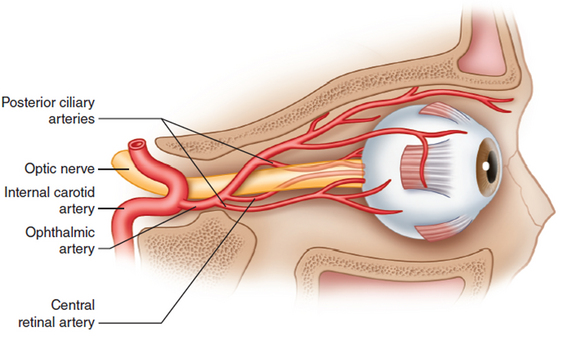 Posterior ciliary
arteries
Optic nerve
Internal carotid
artery
Ophthalmic
artery
Central
retinal artery